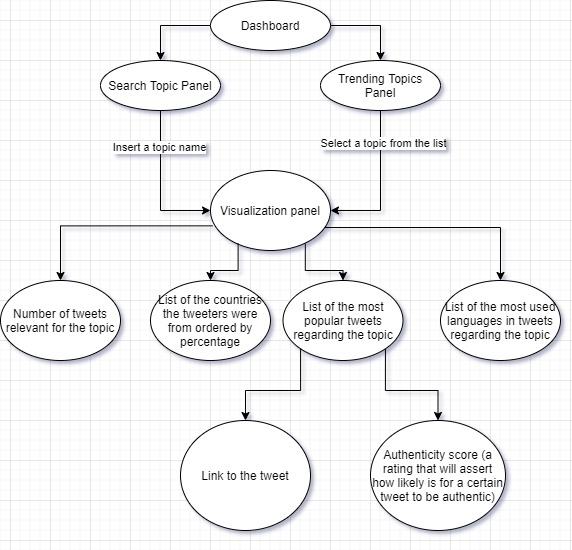 Dashboard
Search Topic Panel
Trending Topics
Panel
Insert a topic name
Select a topic from the list
Visualization panel
Number of tweets
relevant for the topic
List of the countries
the tweeters were
from ordered by
percentage
List of the most
popular tweets
regarding the topic
List of the most used
languages in tweets
regarding the topic
Link to the tweet
Authenticity score (a
rating that will assert
how likely is for a certain
tweet to be authentic)